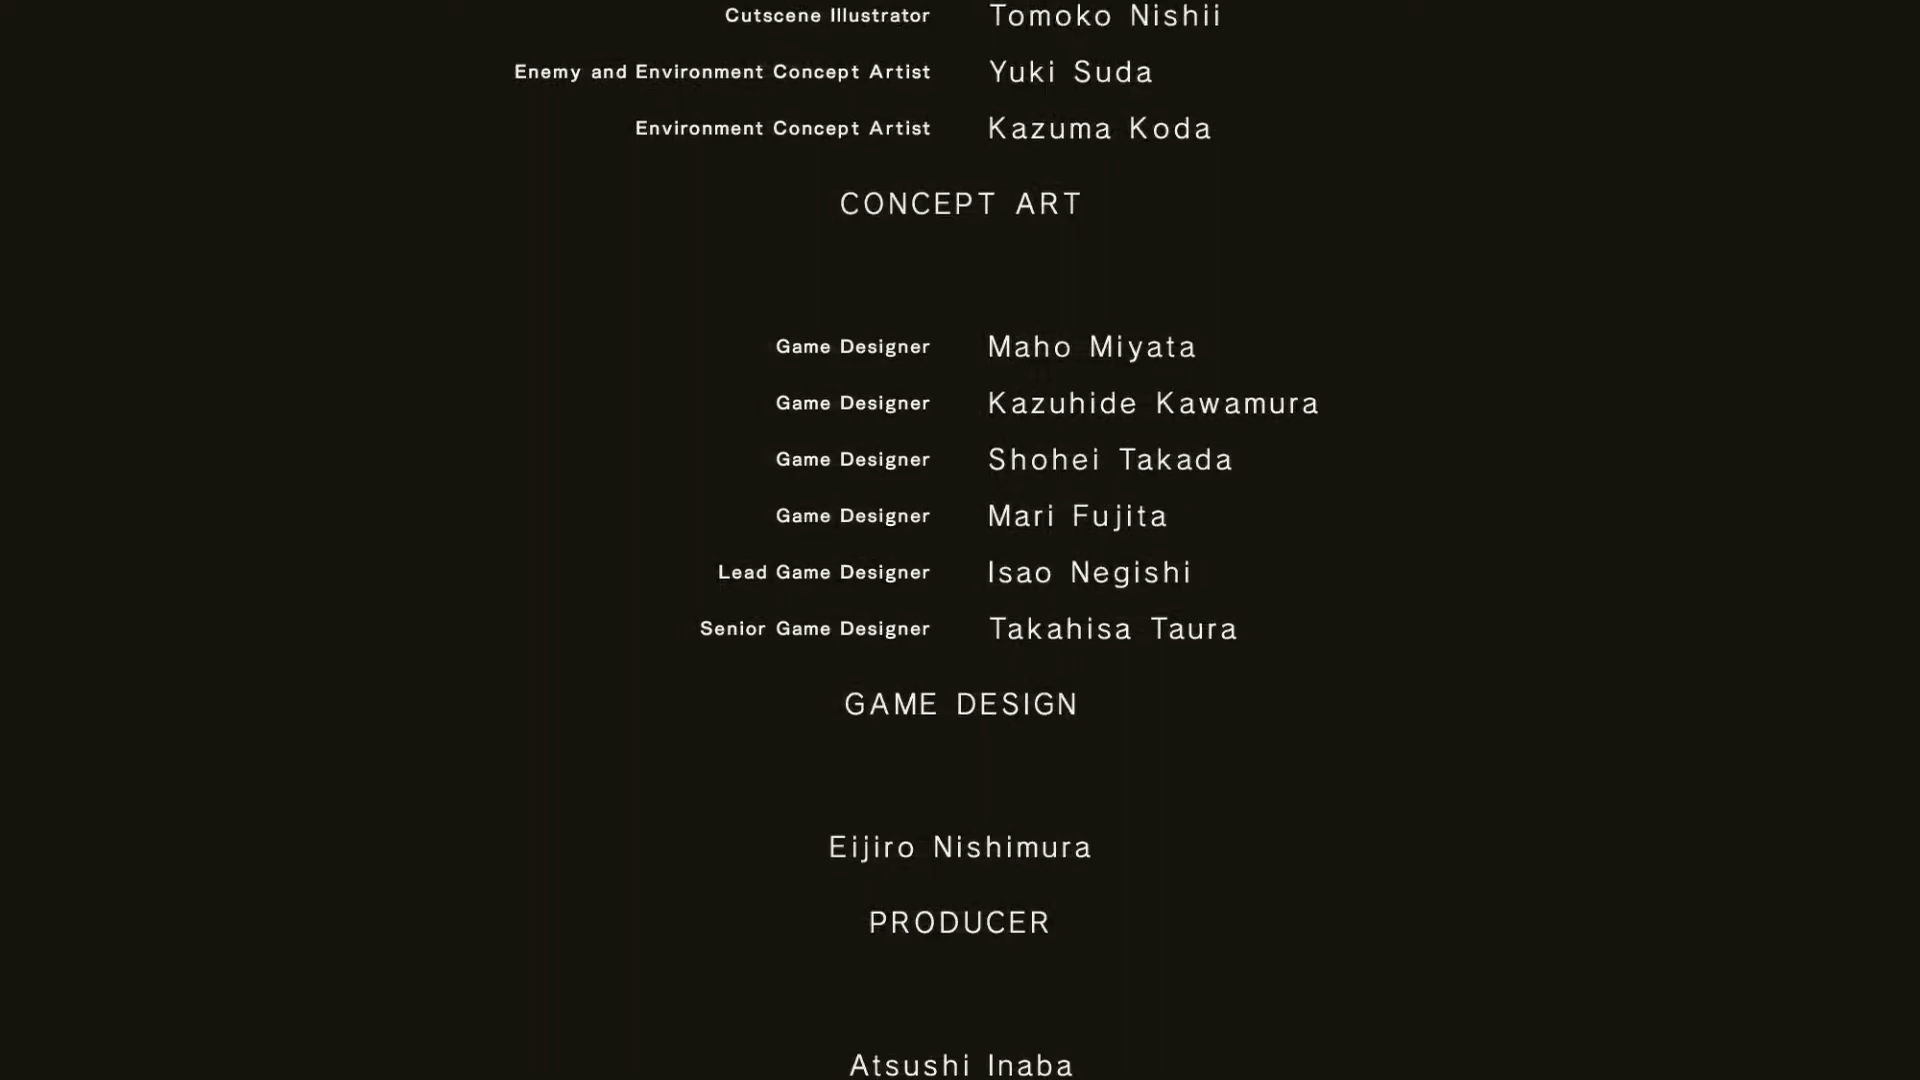 Cutscene Illustrator Tomoko Nishii
Enemy and Environment Concept Artist Yuki Suda
Environment Concept Artist Kazuma Koda
CONCEPT ART
Game Designer Maho Miyata
Game Designer Kazuhide Kawamura
Game Designer Shohei Takada
Game Designer Mari Fujita
Lead Game Designer Isao Negishi
Senior Game Designer Takahisa Taura
GAME DESIGN
Eijiro Nishimura
PRODUCER
Atsushi Inaba